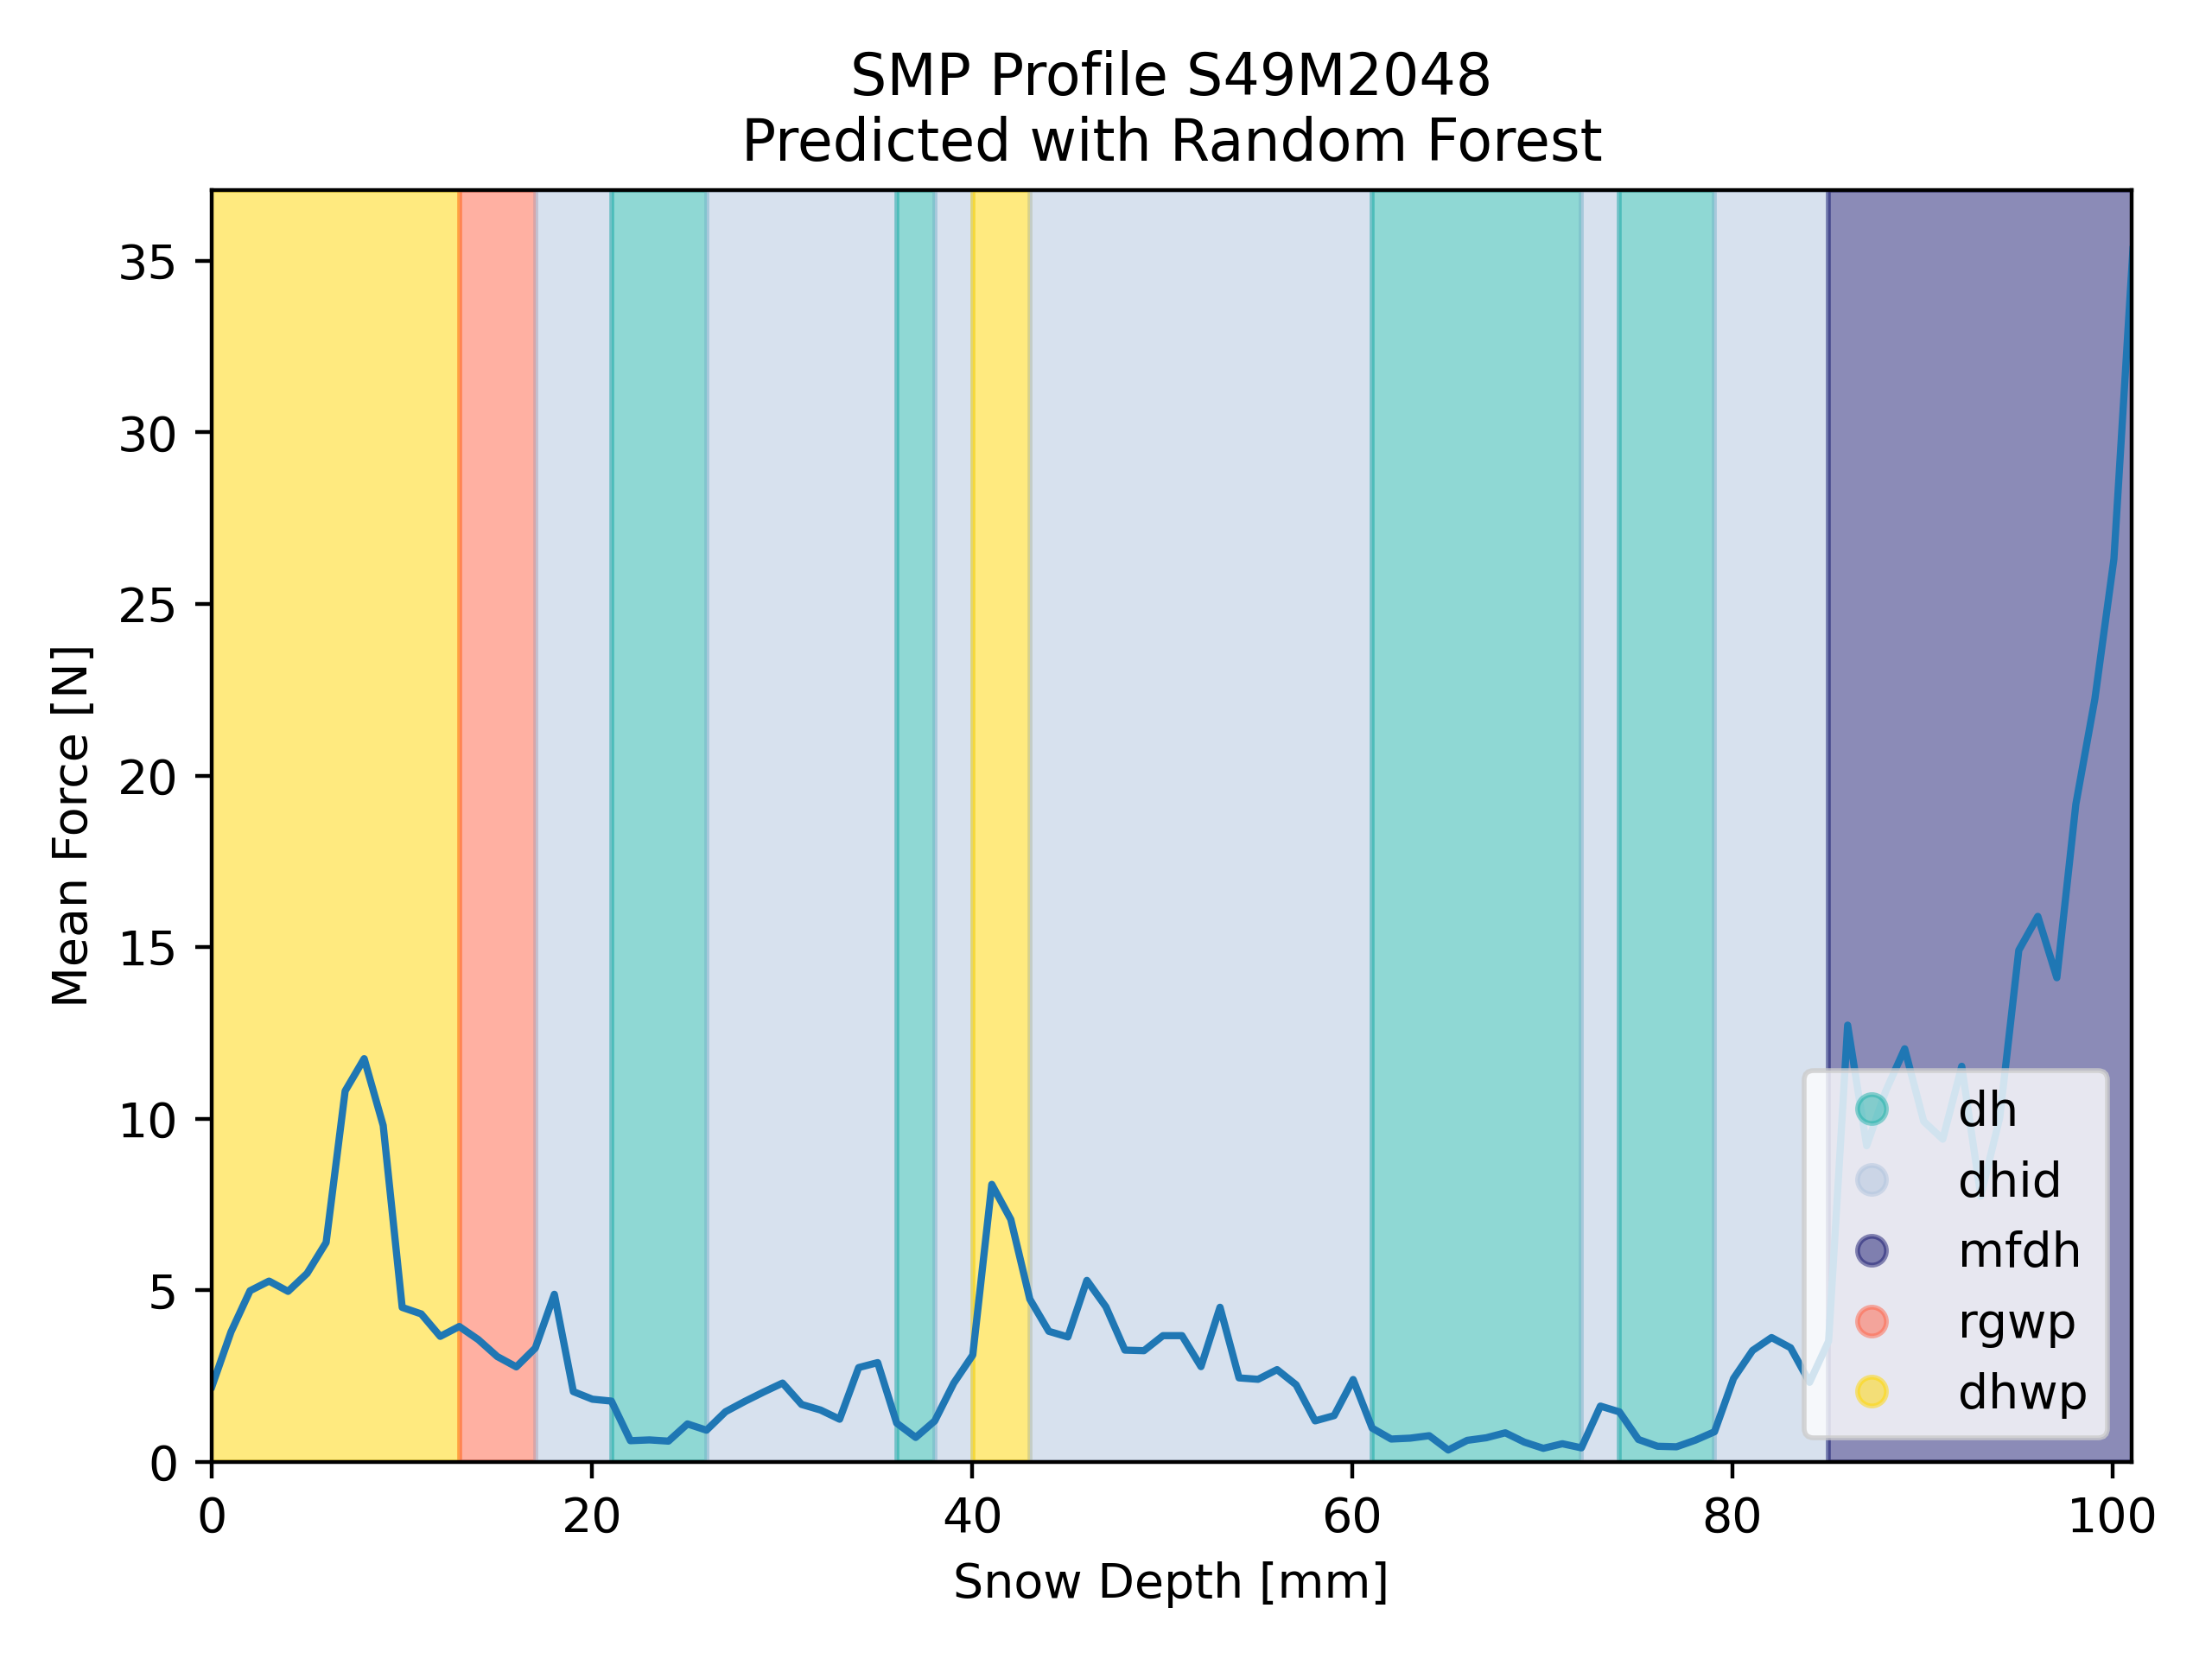 SMP Profile S49M2048
Predicted with Random Forest
Mean Force [N]
35
30
25
20
15
10
5
0
0 20 40 60 80 100
Snow Depth [mm]
dh
dhid
mfdh
rgwp
dhwp